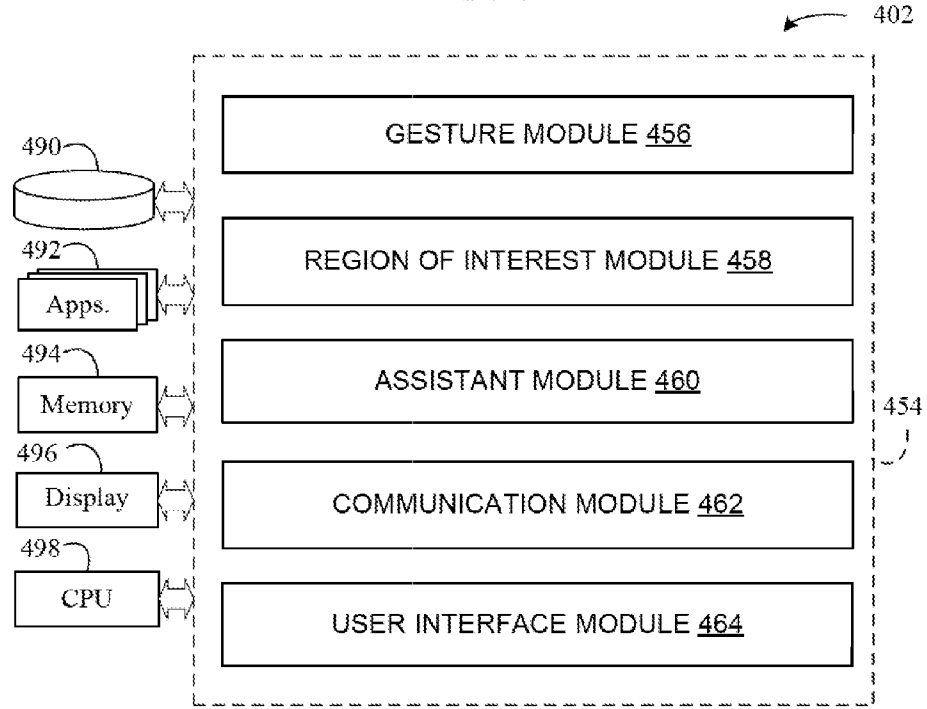 402
GESTURE MODULE 456
490
492
REGION OF INTEREST MODULE 458
Apps.
494
ASSISTANT MODULE 460
Memory
454
496
Display
COMMUNICATION MODULE 462
498
CPU
USER INTERFACE MODULE 464